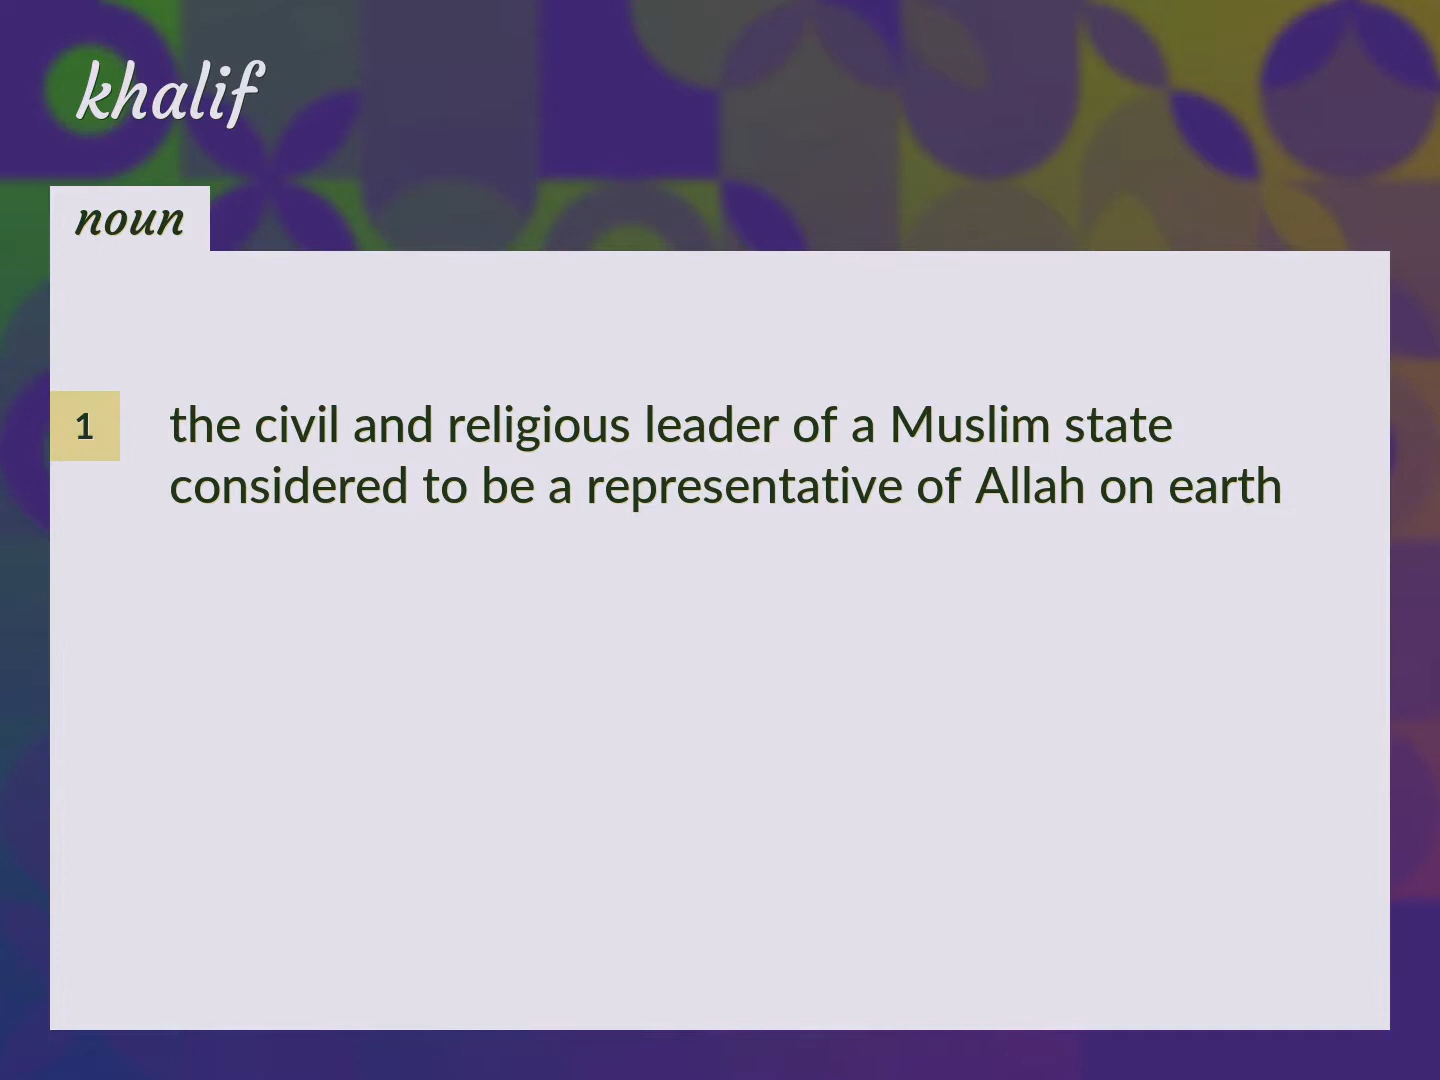 khalif
noun
1
the civil and religious leader of a Muslim state
considered to be a representative of Allah on earth